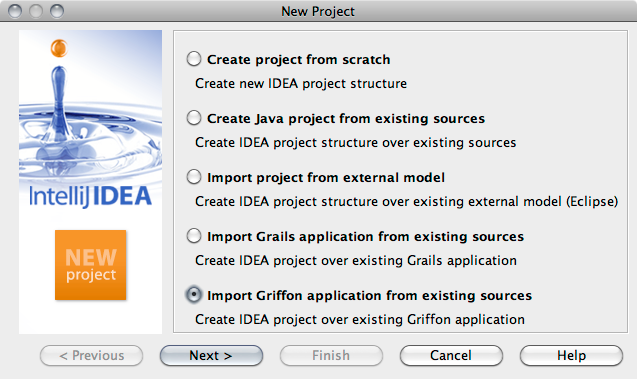 New Project
Create project from scratch
Create new IDEA project structure
Create Java project from existing sources
Create IDEA project structure over existing sources
Import project from external model
Create IDEA project structure over existing external model (Eclipse)
Import Grails application from existing sources
Create IDEA project over existing Grails application
Import Griffon application from existing sources
Create IDEA project over existing Griffon application
IntelliJ IDEA
NEW
project
< Previous
Next >
Finish
Cancel
Help